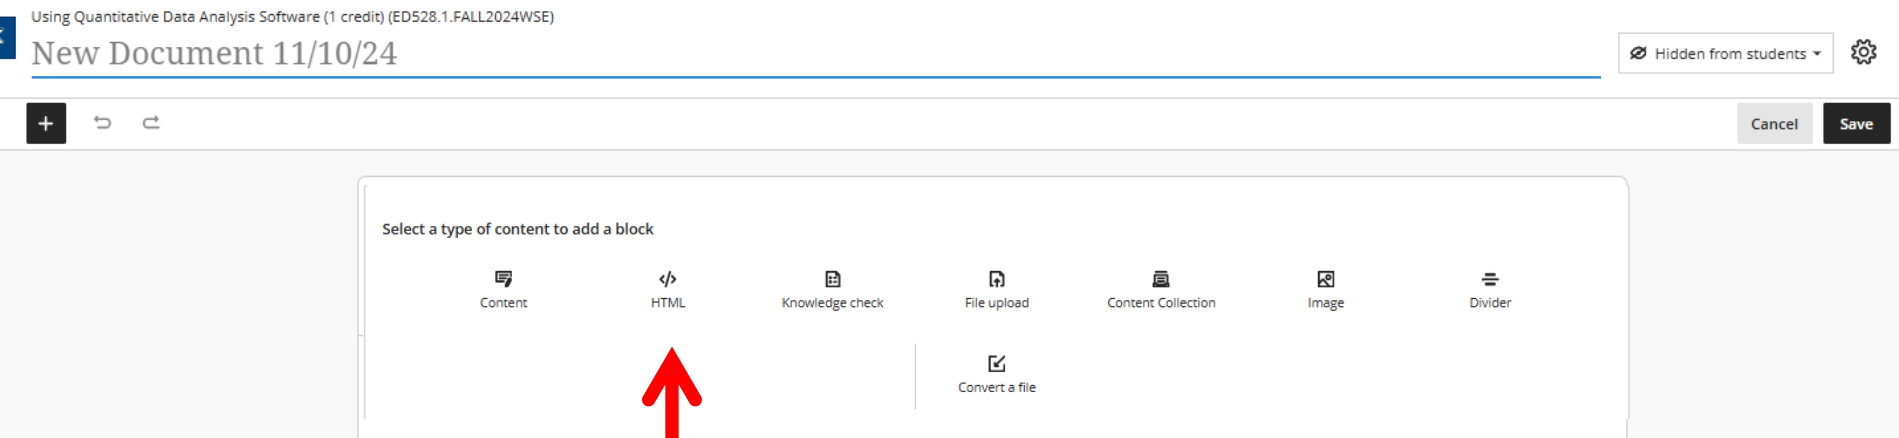 Using Quantitative Data Analysis Software (1 credit) (ED528.1.FALL2024WSE)
New Document 11/10/24
Hidden from students
Cancel
Save
Select a type of content to add a block
Content
HTML
Knowledge check
File upload
Content Collection
Image
Divider
Convert a file